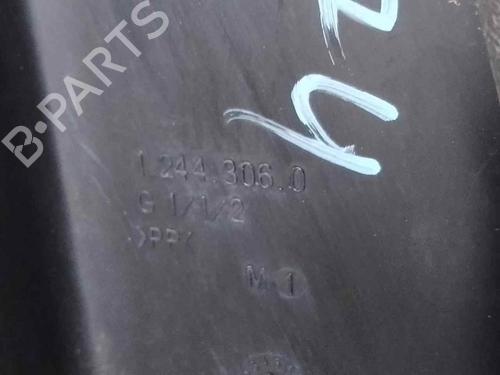 B-PARTS
1.244.306.0
G 1/1/2
>PP<
M 1